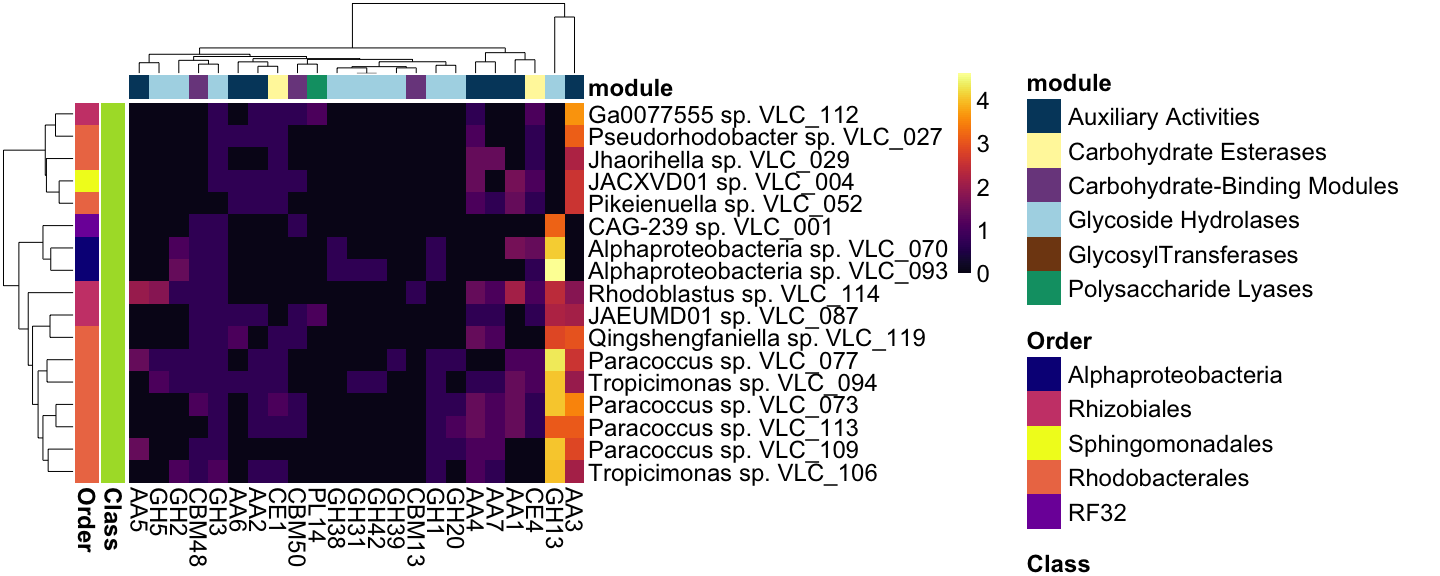 module
Ga0077555 sp. VLC_112
Pseudorhodobacter sp. VLC_027
Jhaorihella sp. VLC_029
JACXVD01 sp. VLC_004
Pikeienuella sp. VLC_052
CAG-239 sp. VLC_001
Alphaproteobacteria sp. VLC_070
Alphaproteobacteria sp. VLC_093
Rhodoblastus sp. VLC_114
JAEUMD01 sp. VLC_087
Qingshengfaniella sp. VLC_119
Paracoccus sp. VLC_077
Tropicimonas sp. VLC_094
Paracoccus sp. VLC_073
Paracoccus sp. VLC_113
Paracoccus sp. VLC_109
Tropicimonas sp. VLC_106
Order
Class
AA5
GH5
GH2
CBM48
GH3
AA6
AA2
CE1
CBM50
PL14
GH38
GH31
GH42
GH39
CBM13
GH1
GH20
AA4
AA7
AA1
CE4
GH13
AA3
4
3
2
1
0
module
Auxiliary Activities
Carbohydrate Esterases
Carbohydrate-Binding Modules
Glycoside Hydrolases
GlycosylTransferases
Polysaccharide Lyases
Order
Alphaproteobacteria
Rhizobiales
Sphingomonadales
Rhodobacterales
RF32
Class